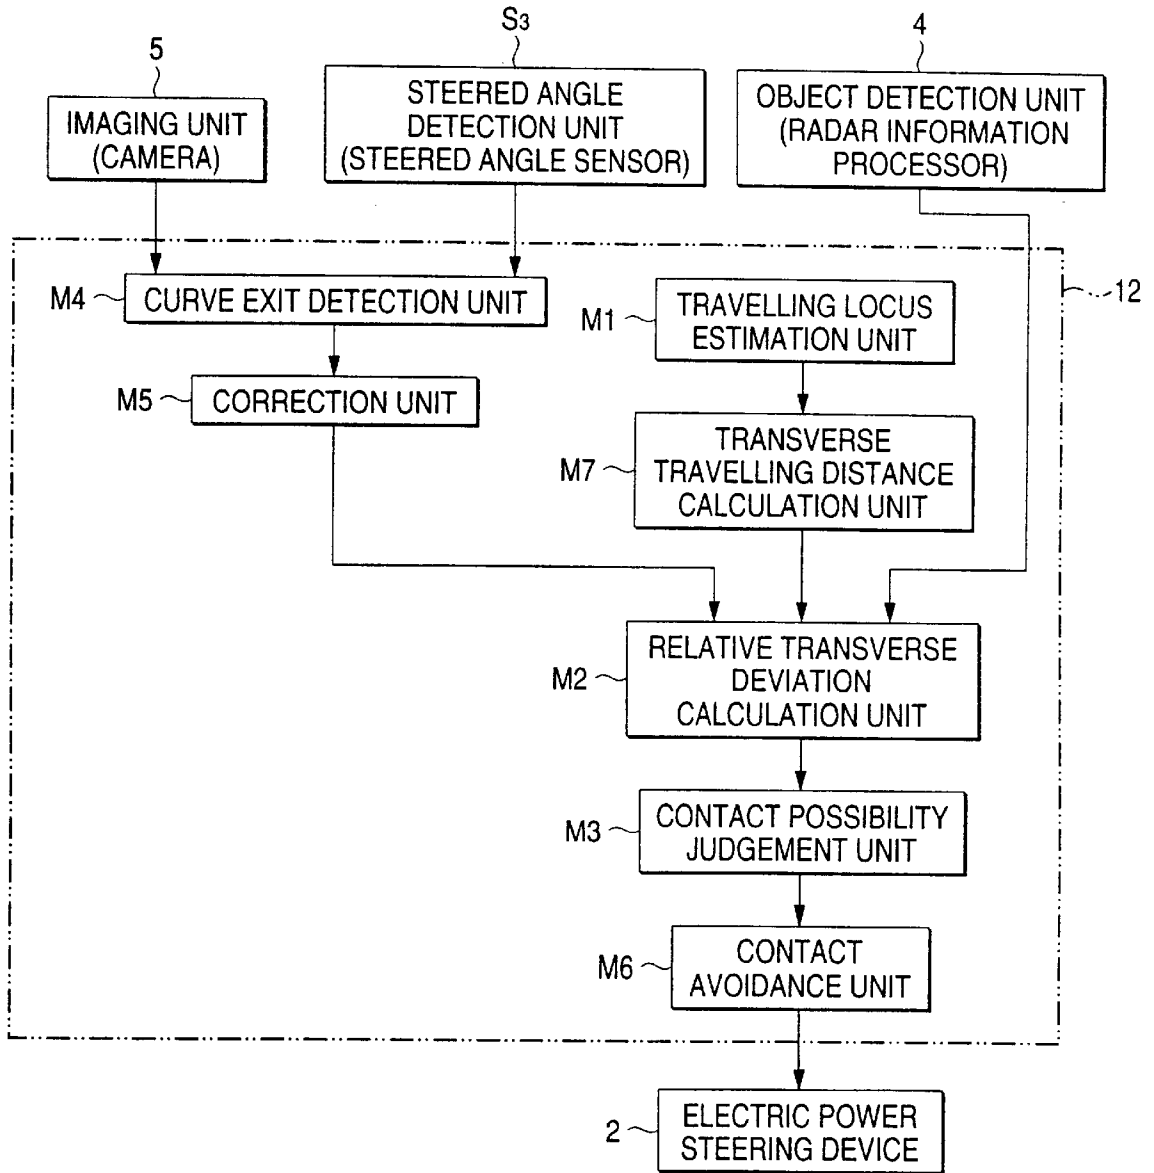 5
IMAGING UNIT
(CAMERA)
S3
STEERED ANGLE
DETECTION UNIT
(STEERED ANGLE SENSOR)
4
OBJECT DETECTION UNIT
(RADAR INFORMATION
PROCESSOR)
12
M4
CURVE EXIT DETECTION UNIT
M1
TRAVELLING LOCUS
ESTIMATION UNIT
M5
CORRECTION UNIT
M7
TRANSVERSE
TRAVELLING DISTANCE
CALCULATION UNIT
M2
RELATIVE TRANSVERSE
DEVIATION
CALCULATION UNIT
M3
CONTACT POSSIBILITY
JUDGEMENT UNIT
M6
CONTACT
AVOIDANCE UNIT
2
ELECTRIC POWER
STEERING DEVICE